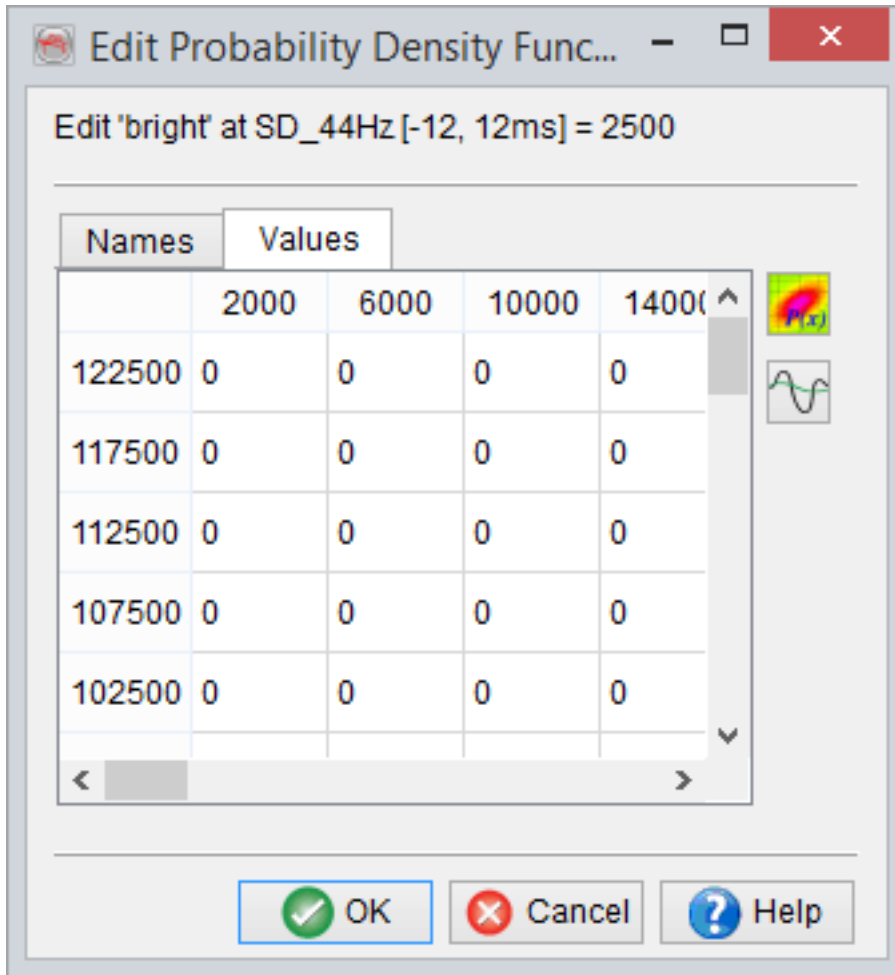 Edit Probability Density Func...
Edit 'bright' at SD_44Hz [-12, 12ms] = 2500
Names Values
2000 6000 10000 1400
122500 0 0 0 0
117500 0 0 0 0
112500 0 0 0 0
107500 0 0 0 0
102500 0 0 0 0
P(x)
OK Cancel Help